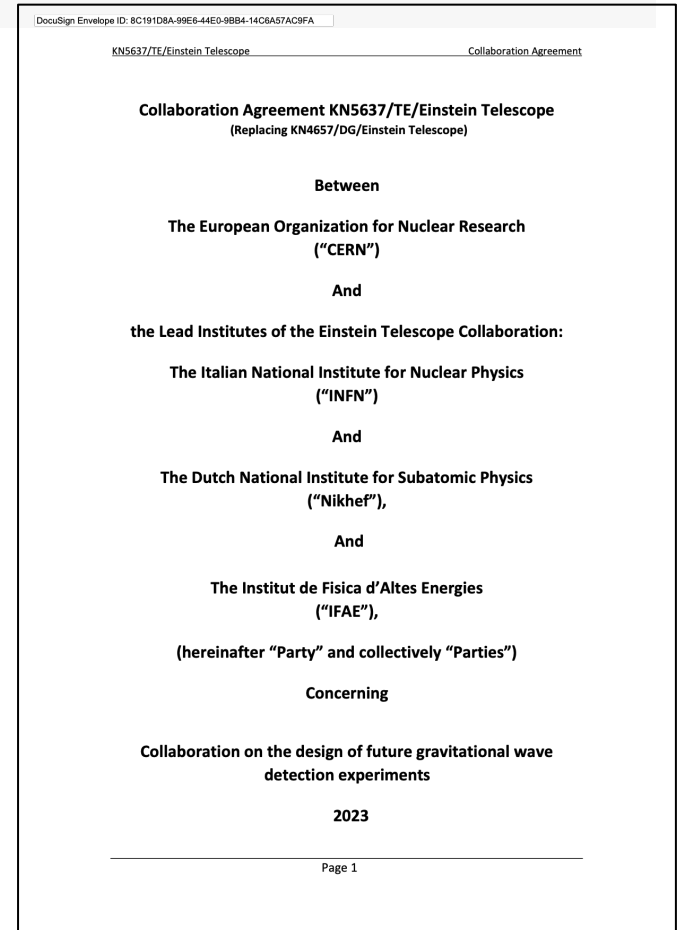 DocuSign Envelope ID: 8C191D8A-99E6-44E0-9BB4-14C6A57AC9FA
KN5637/TE/Einstein Telescope Collaboration Agreement
Collaboration Agreement KN5637/TE/Einstein Telescope
(Replacing KN4657/DG/Einstein Telescope)
Between
The European Organization for Nuclear Research
(“CERN”)
And
the Lead Institutes of the Einstein Telescope Collaboration:
The Italian National Institute for Nuclear Physics
(“INFN”)
And
The Dutch National Institute for Subatomic Physics
(“Nikhef”),
And
The Institut de Fisica d’Altes Energies
(“IFAE”),
(hereinafter “Party” and collectively “Parties”)
Concerning
Collaboration on the design of future gravitational wave
detection experiments
2023
Page 1